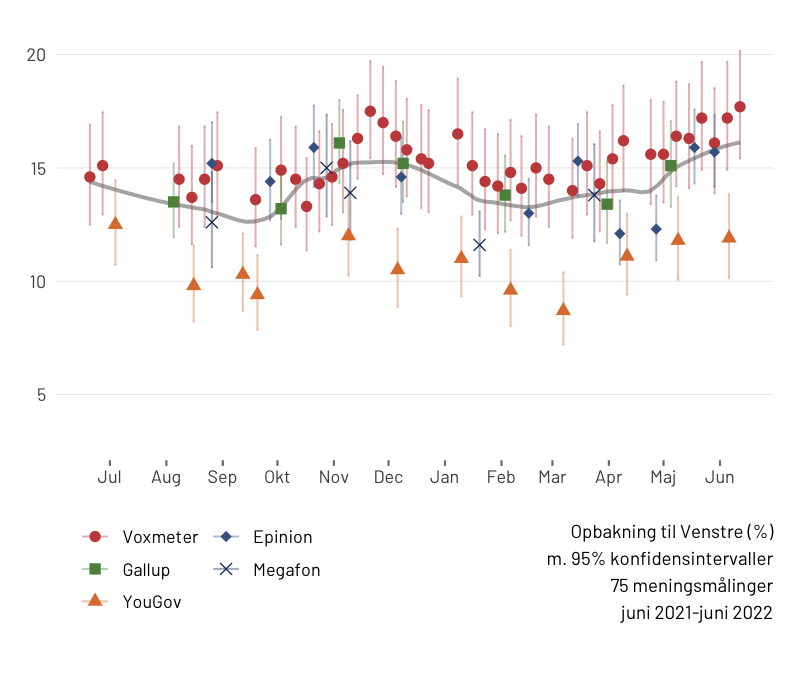 20
15
10
5
Jul Aug Sep Okt Nov Dec Jan Feb Mar Apr Maj Jun
Voxmeter Epinion
Gallup Megafon
YouGov
Opbakning til Venstre (%)
m. 95% konfidensintervaller
75 meningsmålinger
juni 2021-juni 2022